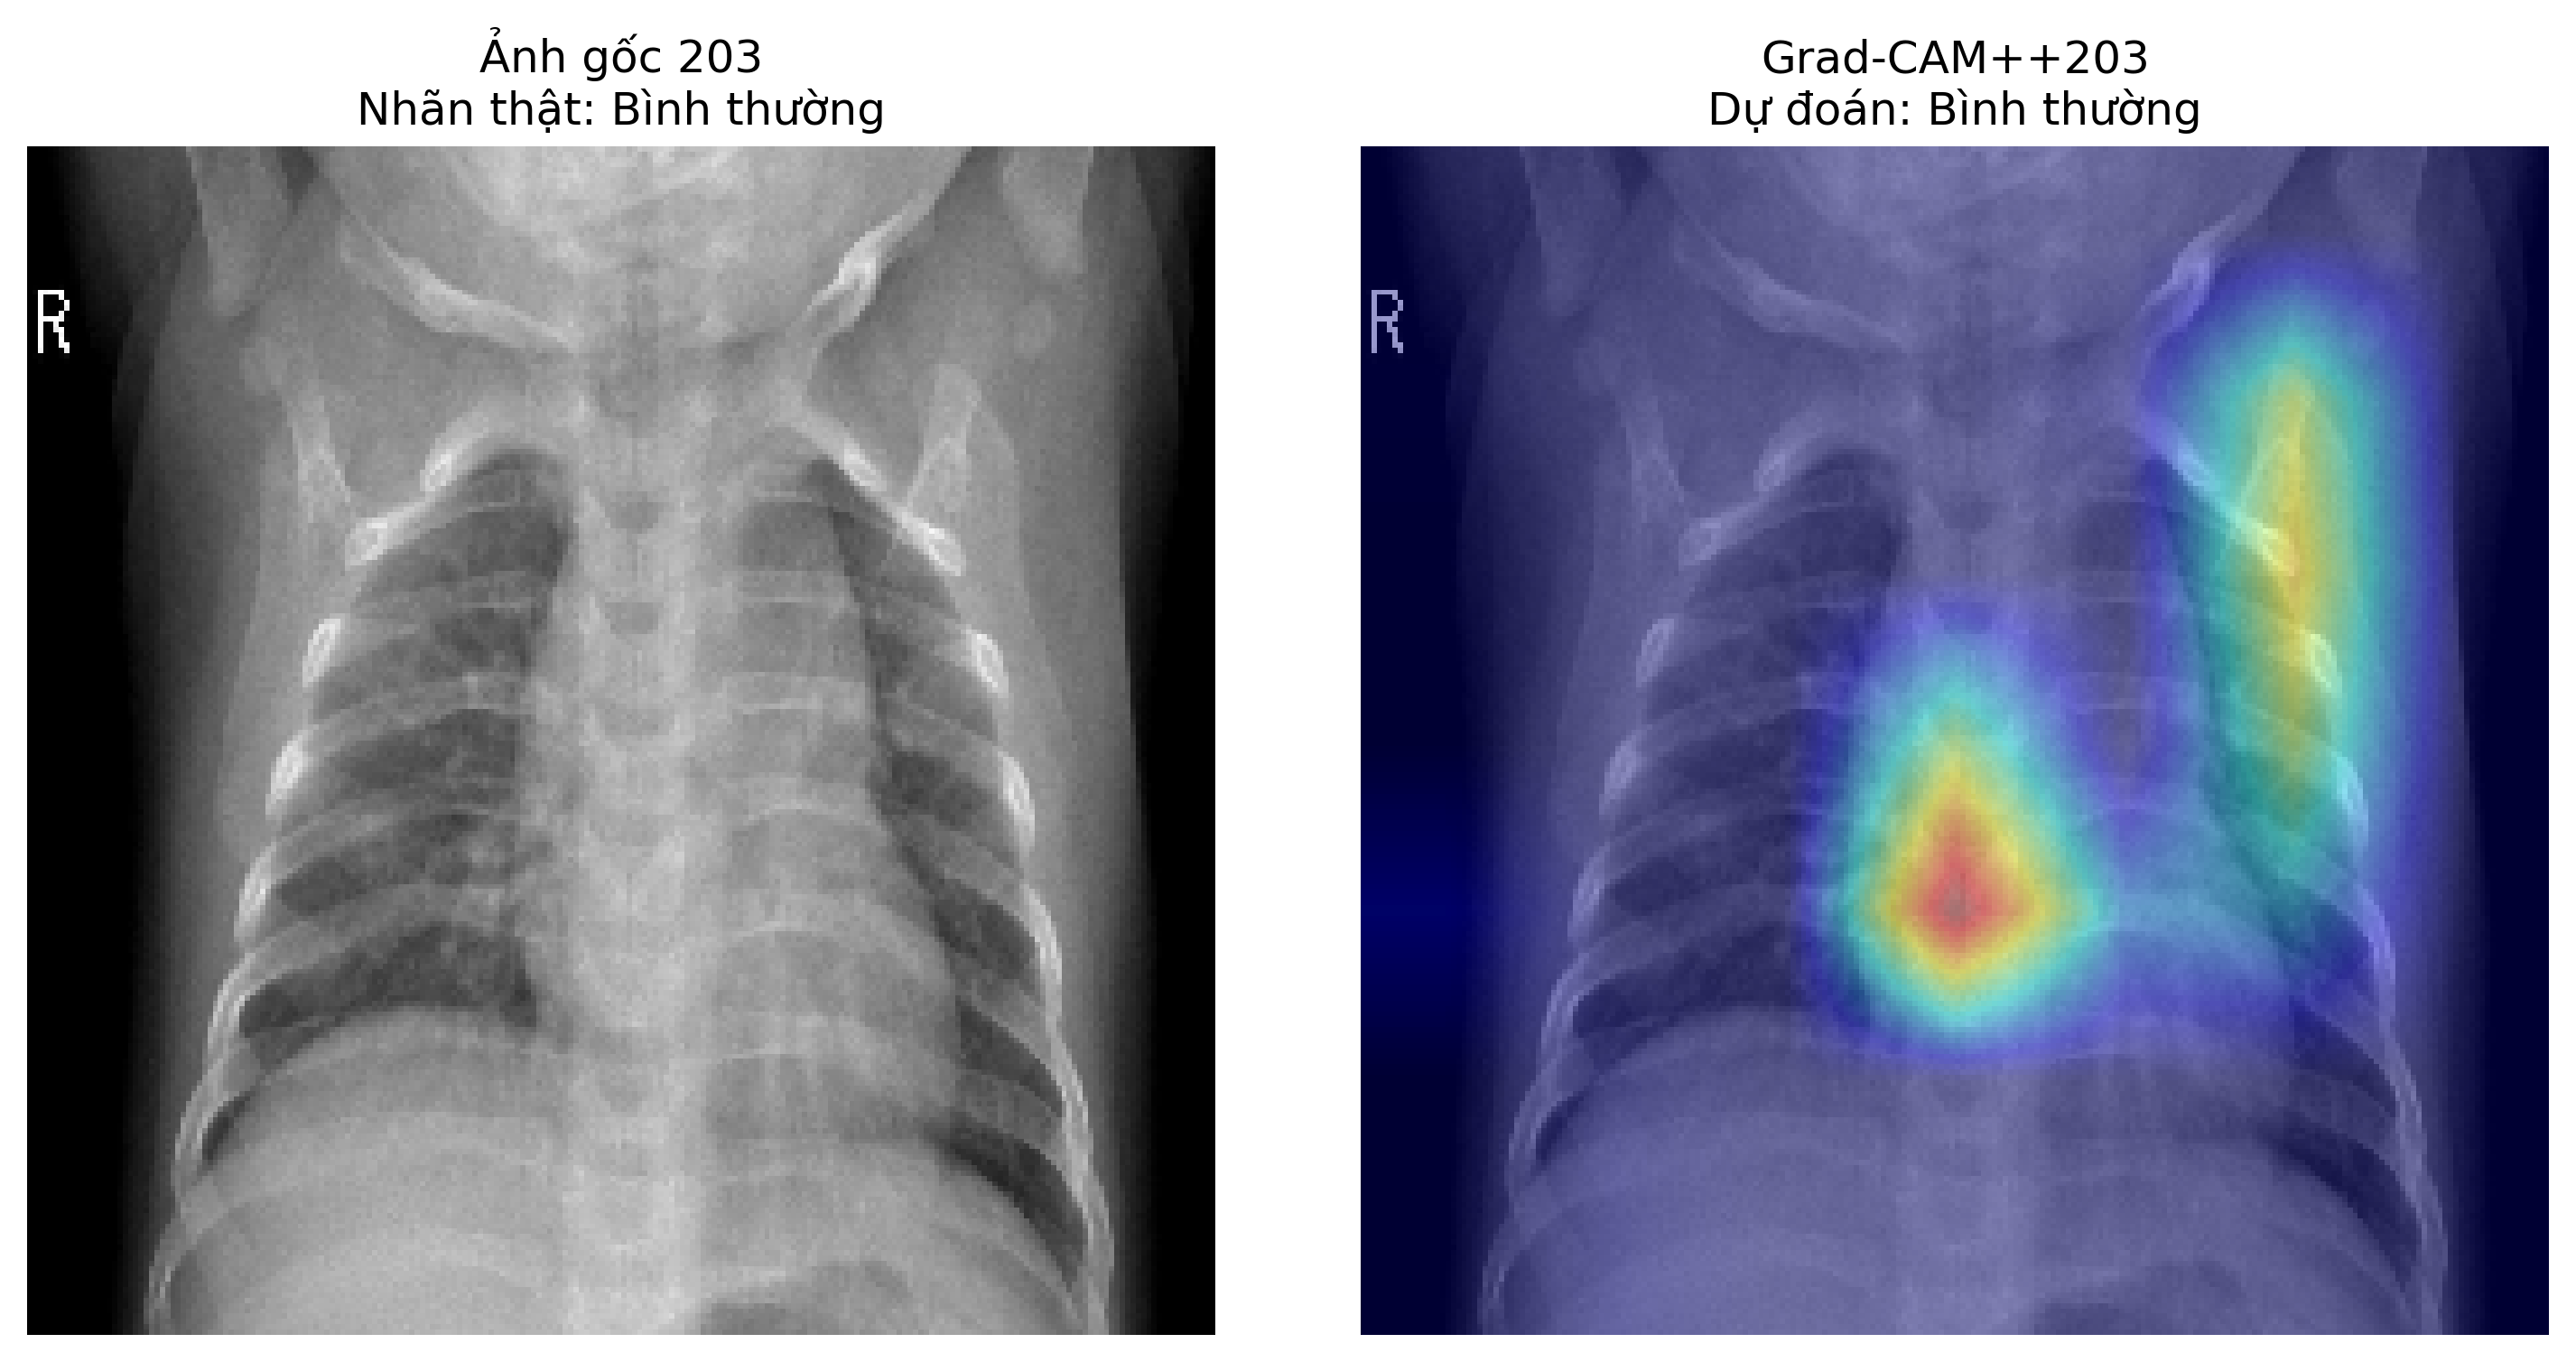 Ảnh gốc 203
Nhãn thật: Bình thường
Grad-CAM++203
Dự đoán: Bình thường
R
R